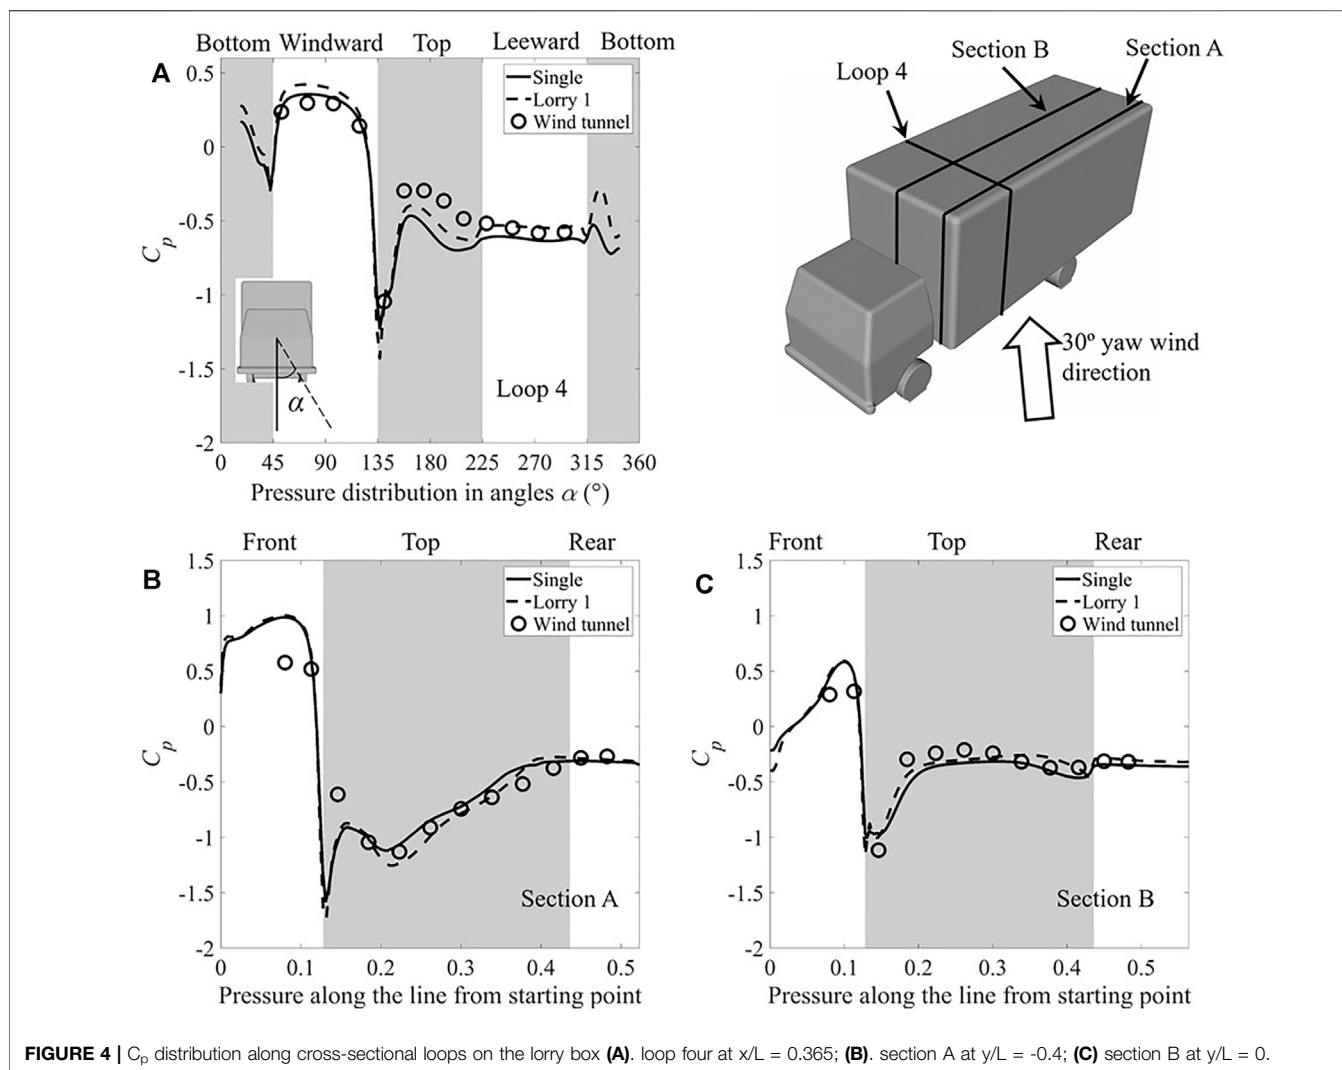 Bottom Windward Top Leeward Bottom
A
0.5
0
-0.5
-1
-1.5
-2
C_p
Single
Lorry 1
Wind tunnel
α
Loop 4
0 45 90 135 180 225 270 315 360
Pressure distribution in angles α (°)
Loop 4
Section B
Section A
30º yaw wind
direction
Front Top Rear
B
1.5
1
0.5
0
-0.5
-1
-1.5
-2
C_p
Single
Lorry 1
Wind tunnel
Section A
0 0.1 0.2 0.3 0.4 0.5
Pressure along the line from starting point
Front Top Rear
C
1.5
1
0.5
0
-0.5
-1
-1.5
-2
C_p
Single
Lorry 1
Wind tunnel
Section B
0 0.1 0.2 0.3 0.4 0.5
Pressure along the line from starting point
FIGURE 4 | Cp distribution along cross-sectional loops on the lorry box (A). loop four at x/L = 0.365; (B). section A at y/L = -0.4; (C) section B at y/L = 0.